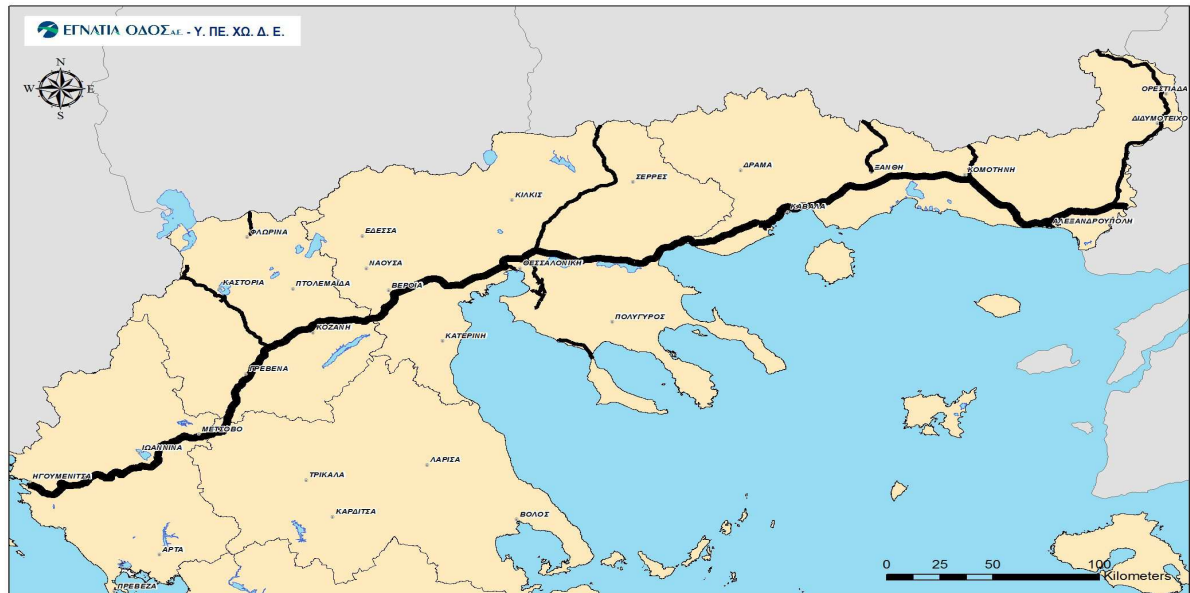 ΕΓΝΑΤΙΑ ΟΔΟΣ Α.Ε. - Υ. ΠΕ. ΧΩ. Δ. Ε.
N
W E
S
ΟΡΕΣΤΙΑΔΑ
ΔΙΔΥΜΟΤΕΙΧΟ
ΔΡΑΜΑ
ΞΑΝΘΗ
ΚΟΜΟΤΗΝΗ
ΣΕΡΡΕΣ
ΚΙΛΚΙΣ
ΚΑΒΑΛΑ
ΑΛΕΞΑΝΔΡΟΥΠΟΛΗ
ΦΛΩΡΙΝΑ
ΕΔΕΣΣΑ
ΝΑΟΥΣΑ
ΘΕΣΣΑΛΟΝΙΚΗ
ΚΑΣΤΟΡΙΑ
ΠΤΟΛΕΜΑΙΔΑ
ΒΕΡΟΙΑ
ΠΟΛΥΓΥΡΟΣ
ΚΟΖΑΝΗ
ΚΑΤΕΡΙΝΗ
ΓΡΕΒΕΝΑ
ΜΕΤΣΟΒΟ
ΙΩΑΝΝΙΝΑ
ΛΑΡΙΣΑ
ΗΓΟΥΜΕΝΙΤΣΑ
ΤΡΙΚΑΛΑ
ΚΑΡΔΙΤΣΑ
ΒΟΛΟΣ
ΑΡΤΑ
ΠΡΕΒΕΖΑ
0 25 50 100
Kilometers